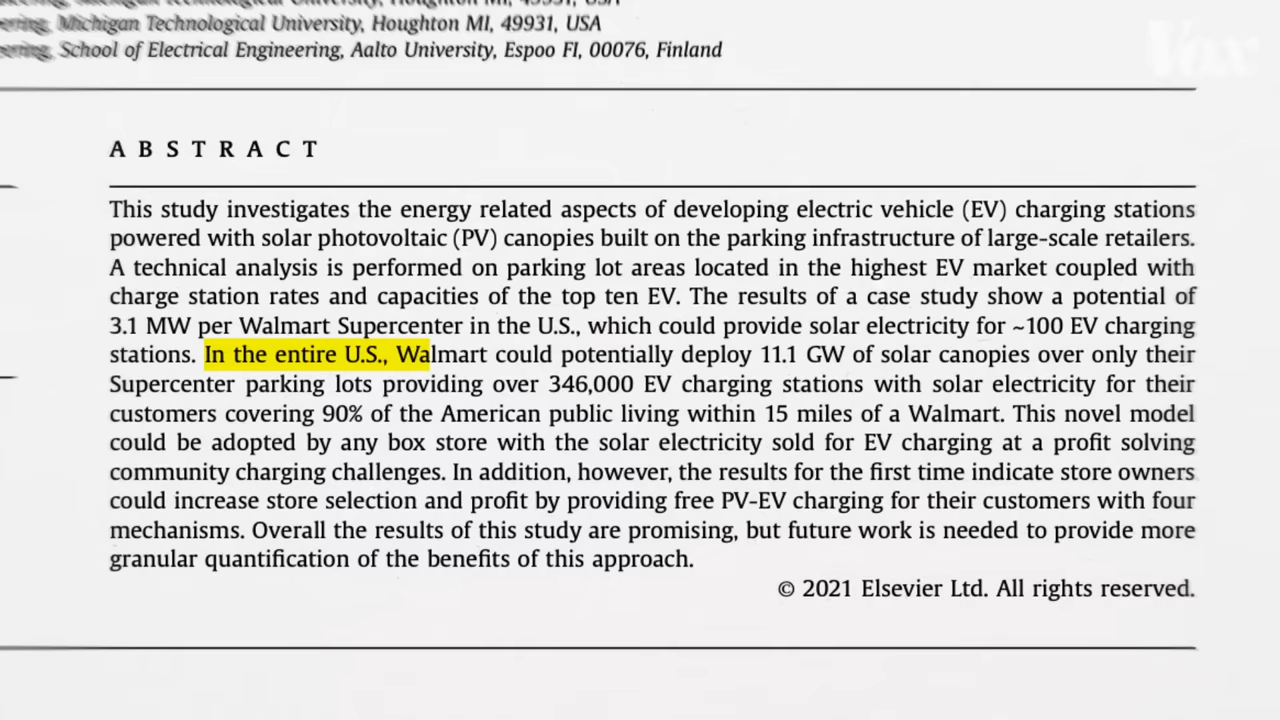 Michigan Technological University, Houghton MI, 49931, USA
School of Electrical Engineering, Aalto University, Espoo FI, 00076, Finland
Vox
ABSTRACT
This study investigates the energy related aspects of developing electric vehicle (EV) charging stations
powered with solar photovoltaic (PV) canopies built on the parking infrastructure of large-scale retailers.
A technical analysis is performed on parking lot areas located in the highest EV market coupled with
charge station rates and capacities of the top ten EV. The results of a case study show a potential of
3.1 MW per Walmart Supercenter in the U.S., which could provide solar electricity for ~100 EV charging
stations. In the entire U.S., Walmart could potentially deploy 11.1 GW of solar canopies over only their
Supercenter parking lots providing over 346,000 EV charging stations with solar electricity for their
customers covering 90% of the American public living within 15 miles of a Walmart. This novel model
could be adopted by any box store with the solar electricity sold for EV charging at a profit solving
community charging challenges. In addition, however, the results for the first time indicate store owners
could increase store selection and profit by providing free PV-EV charging for their customers with four
mechanisms. Overall the results of this study are promising, but future work is needed to provide more
granular quantification of the benefits of this approach.
© 2021 Elsevier Ltd. All rights reserved.